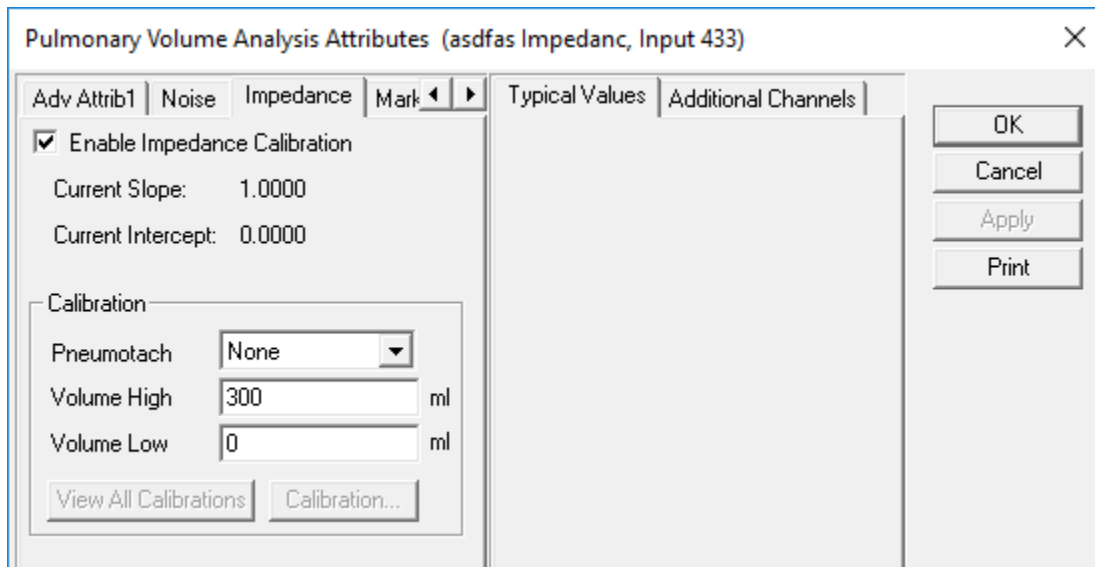 Pulmonary Volume Analysis Attributes (asdfas Impedanc, Input 433)
Adv Attrib1 Noise Impedance Mark
Typical Values Additional Channels
Enable Impedance Calibration
Current Slope: 1.0000
Current Intercept: 0.0000
Calibration
Pneumotach None
Volume High 300 ml
Volume Low 0 ml
View All Calibrations Calibration...
OK
Cancel
Apply
Print